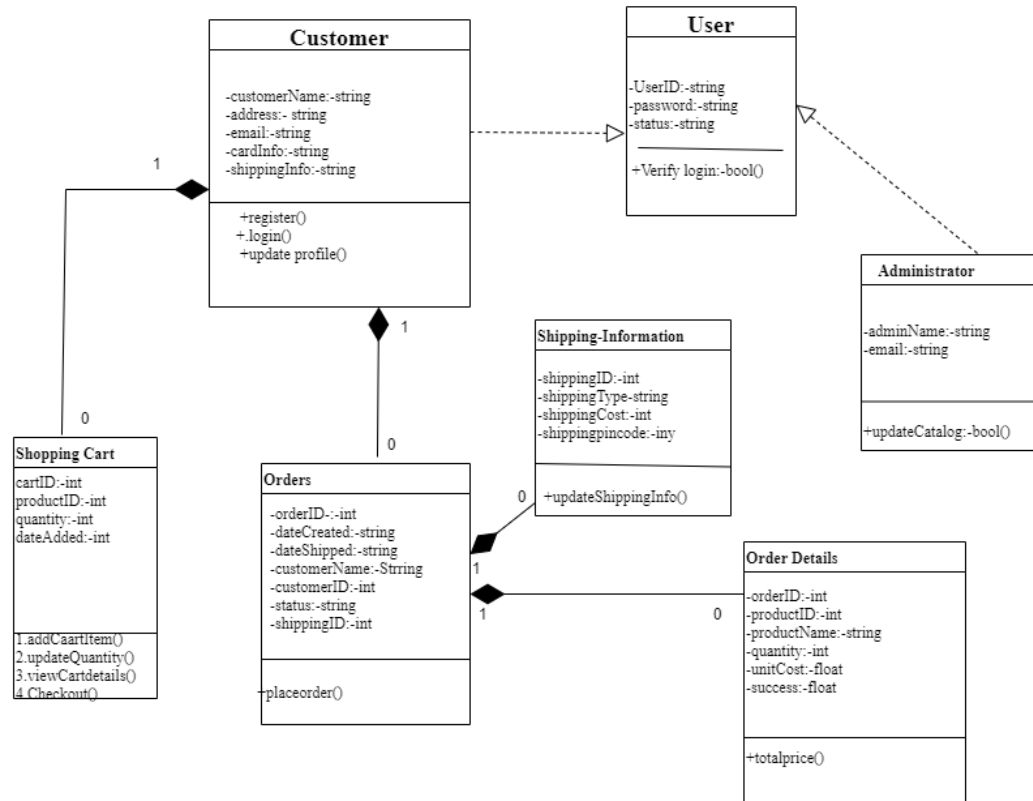 Customer
-customerName:-string
-address:- string
-email:-string
-cardInfo:-string
-shippingInfo:-string
+register()
+.login()
+update profile()
User
-UserID:-string
-password:-string
-status:-string
+Verify login:-bool()
Administrator
-adminName:-string
-email:-string
+updateCatalog:-bool()
1
0
1
0
Shipping-Information
-shippingID:-int
-shippingType-string
-shippingCost:-int
-shippingpincode:-iny
+updateShippingInfo()
0
1
Shopping Cart
cartID:-int
productID:-int
quantity:-int
dateAdded:-int
1.addCaartItem()
2.updateQuantity()
3.viewCartdetails()
4.Checkout()
Orders
-orderID-:-int
-dateCreated:-string
-dateShipped:-string
-customerName:-Strring
-customerID:-int
-status:-string
-shippingID:-int
+placeorder()
1
0
Order Details
-orderID:-int
-productID:-int
-productName:-string
-quantity:-int
-unitCost:-float
-success:-float
+totalprice()